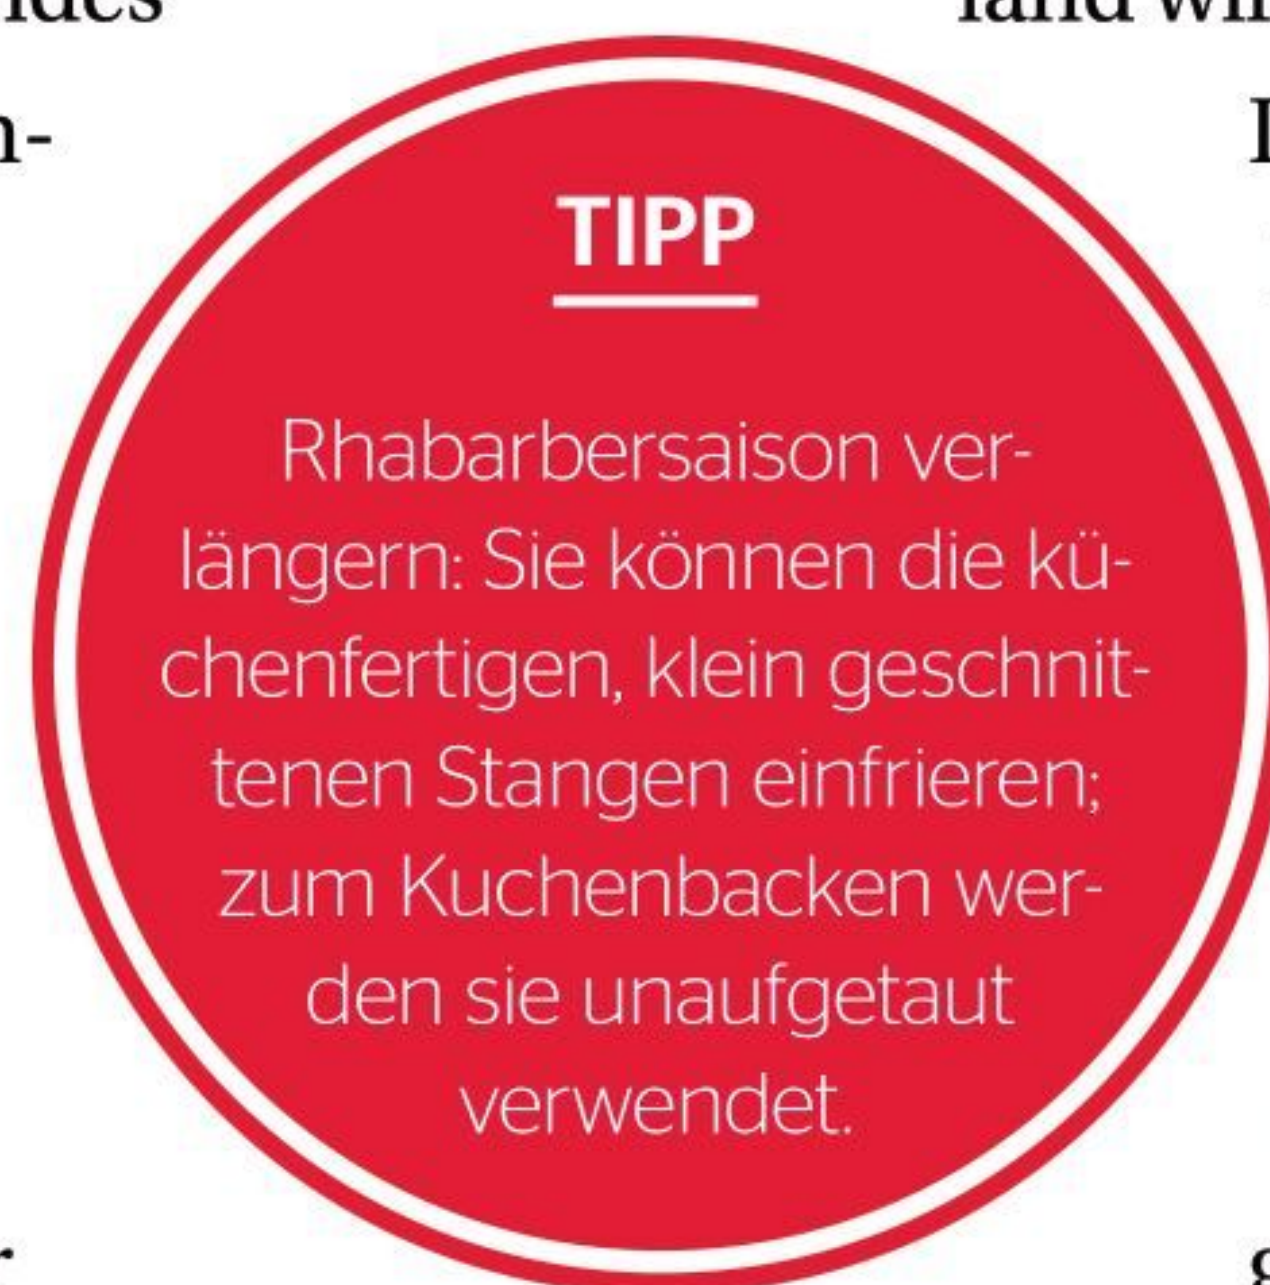 TIPP
Rhabarbersaison ver-
längern: Sie können die kü-
chenfertigen, klein geschnit-
tenen Stangen einfrieren;
zum Kuchenbacken wer-
den sie unaufgetaut
verwendet.